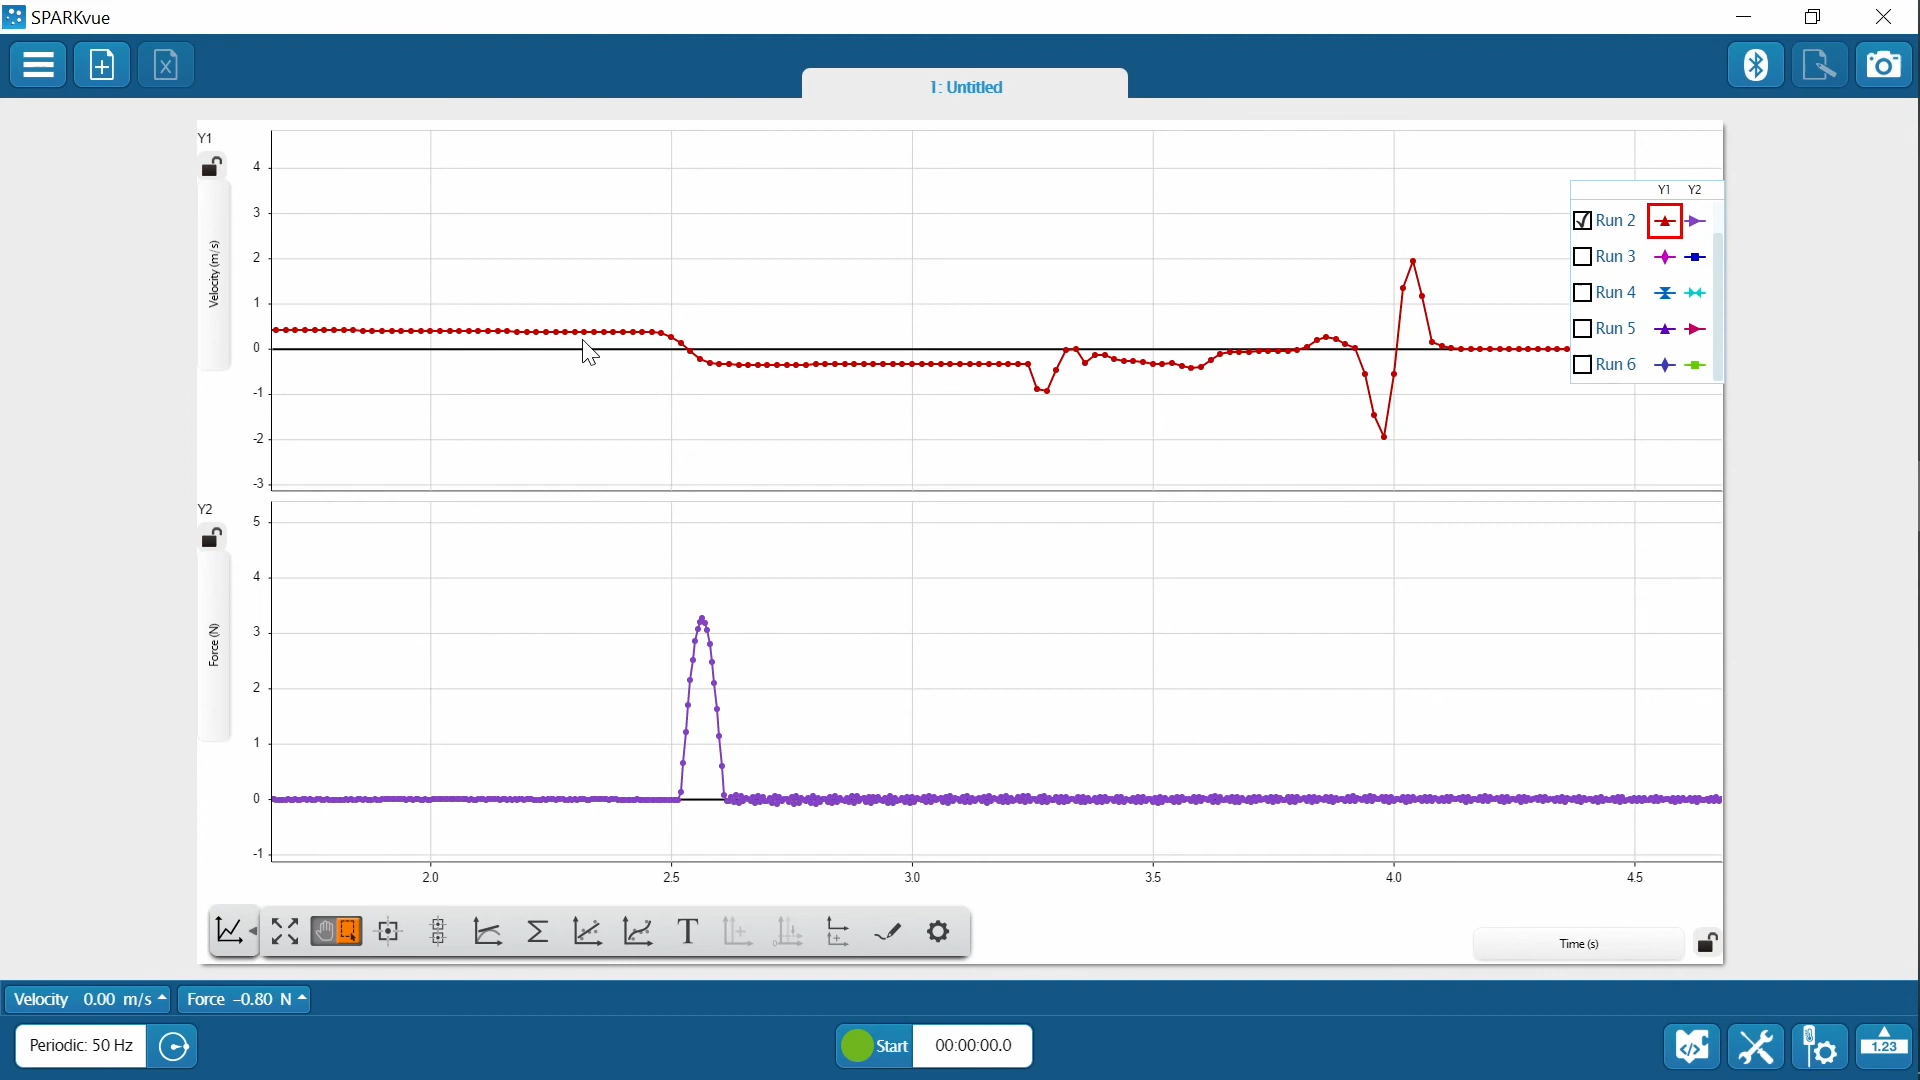 SPARKvue
1: Untitled
Y1
4
3
2
1
0
-1
-2
-3
Velocity (m/s)
Y1 Y2
Run 2
Run 3
Run 4
Run 5
Run 6
Y2
5
4
3
2
1
0
-1
Force (N)
2.0 2.5 3.0 3.5 4.0 4.5
T
Time (s)
Velocity 0.00 m/s Force -0.80 N
Periodic: 50 Hz
Start 00:00:00.0
1.23